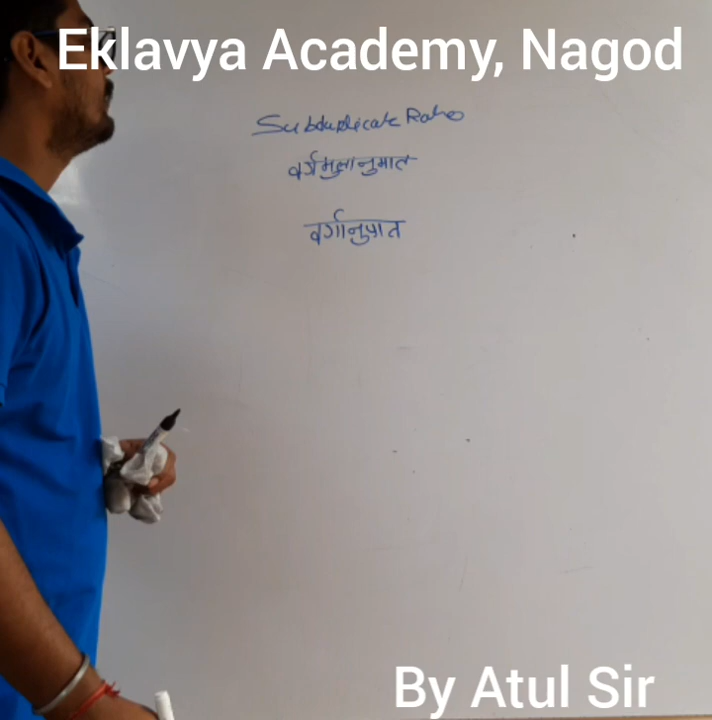 Eklavya Academy, Nagod
Subduplicate Ratio
वर्गमुलानुपात
वर्गानुपात
By Atul Sir